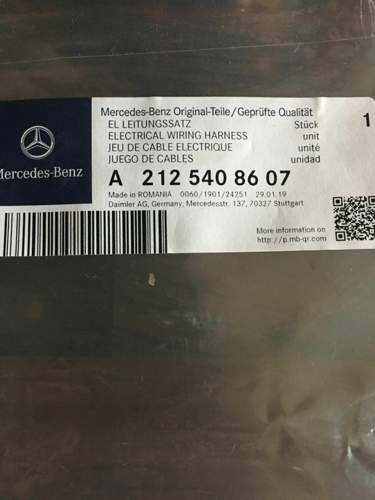 Mercedes-Benz Original-Teile/Geprüfte Qualität
EL LEITUNGSSATZ Stück 1
ELECTRICAL WIRING HARNESS unit
JEU DE CABLE ELECTRIQUE unité
JUEGO DE CABLES unidad
Mercedes-Benz
A 212 540 86 07
Made in ROMANIA 0060/1901/24251 29.01.19
Daimler AG, Germany, Mercedesstr. 137, 70327 Stuttgart
More information on
http://p.mb-qr.com